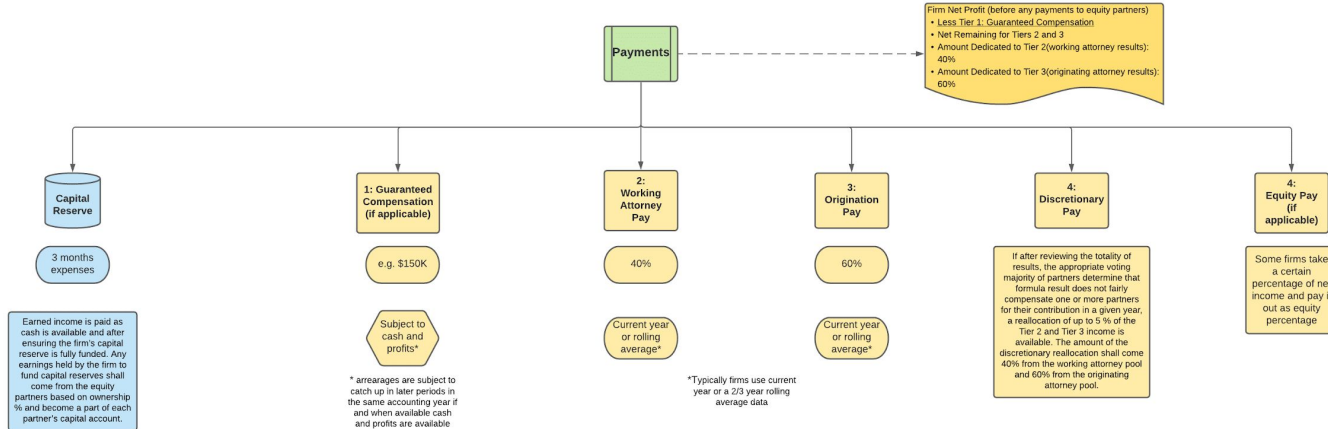 Payments
Firm Net Profit (before any payments to equity partners)
• Less Tier 1: Guaranteed Compensation
• Net Remaining for Tiers 2 and 3
• Amount Dedicated to Tier 2(working attorney results):
40%
• Amount Dedicated to Tier 3(originating attorney results):
60%
Capital
Reserve
3 months
expenses
Earned income is paid as
cash is available and after
ensuring the firm's capital
reserve is fully funded. Any
earnings held by the firm to
fund capital reserves shall
come from the equity
partners based on ownership
% and become a part of each
partner's capital account.
1: Guaranteed
Compensation
(if applicable)
e.g. $150K
Subject to
cash and
profits*
* arrearages are subject to
catch up in later periods in
the same accounting year if
and when available cash
and profits are available
2:
Working
Attorney
Pay
40%
Current year
or rolling
average*
*Typically firms use current
year or a 2/3 year rolling
average data
3:
Origination
Pay
60%
Current year
or rolling
average*
4:
Discretionary
Pay
If after reviewing the totality of
results, the appropriate voting
majority of partners determine that
formula result does not fairly
compensate one or more partners
for their contribution in a given year,
a reallocation of up to 5 % of the
Tier 2 and Tier 3 income is
available. The amount of the
discretionary reallocation shall come
40% from the working attorney pool
and 60% from the originating
attorney pool.
4:
Equity Pay
(if
applicable)
Some firms take
a certain
percentage of ne
income and pay i
out as equity
percentage